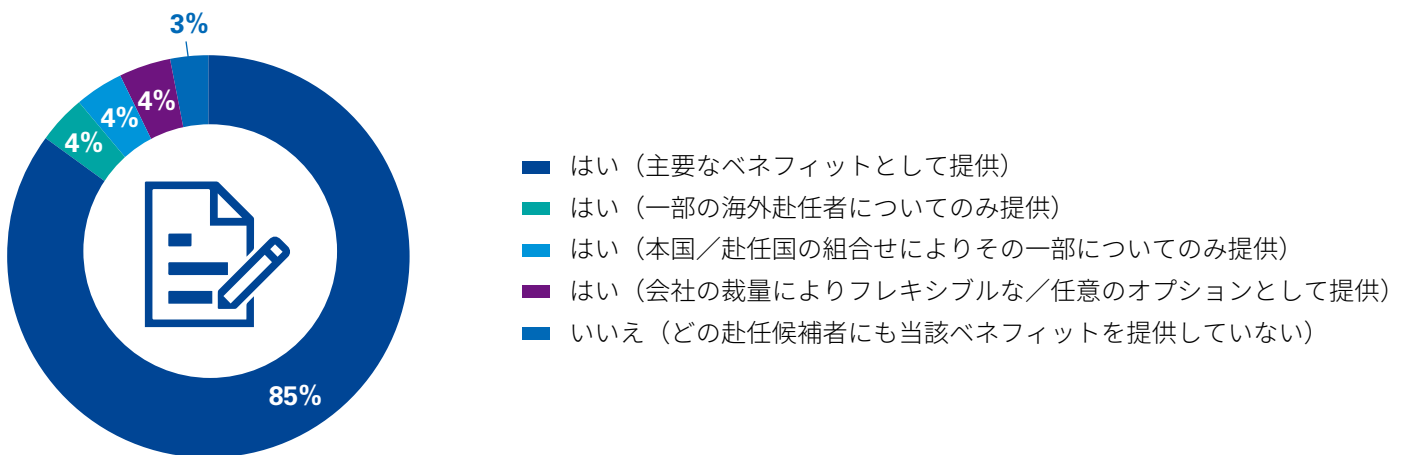 3%
4%
4%
4%
85%
はい（主要なベネフィットとして提供）
はい（一部の海外赴任者についてのみ提供）
はい（本国／赴任国の組合せによりその一部についてのみ提供）
はい（会社の裁量によりフレキシブルな／任意のオプションとして提供）
いいえ（どの赴任候補者にも当該ベネフィットを提供していない）